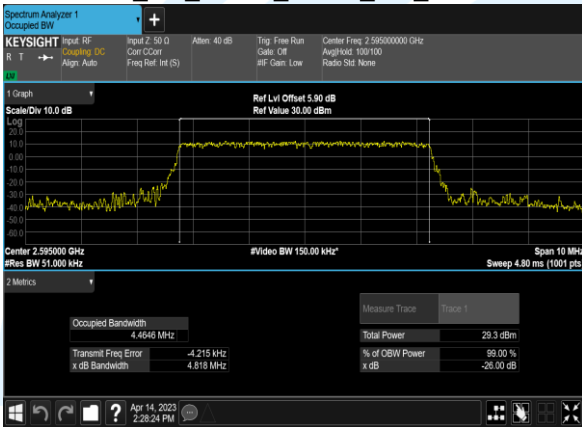 Spectrum Analyzer 1
Occupied BW
+
KEYSIGHT Input: RF Input Z: 50 Ω Atten: 40 dB Trig: Free Run Center Freq: 2.595000000 GHz
R T Coupling: DC Corr CCorr Gate: Off Avg|Hold: 100/100
Align: Auto Freq Ref: Int (S) #IF Gain: Low Radio Std: None
LXI
1 Graph
Ref Lvl Offset 5.90 dB
Scale/Div 10.0 dB Ref Value 30.00 dBm
Log
20.0
10.0
0.00
-10.0
-20.0
-30.0
-40.0
-50.0
-60.0
Center 2.595000 GHz #Video BW 150.00 kHz* Span 10 MHz
#Res BW 51.000 kHz Sweep 4.80 ms (1001 pts)
2 Metrics
Measure Trace Trace 1
Occupied Bandwidth
4.4646 MHz Total Power 29.3 dBm
Transmit Freq Error -4.215 kHz % of OBW Power 99.00 %
x dB Bandwidth 4.818 MHz x dB -26.00 dB
?
Apr 14, 2023
2:28:24 PM